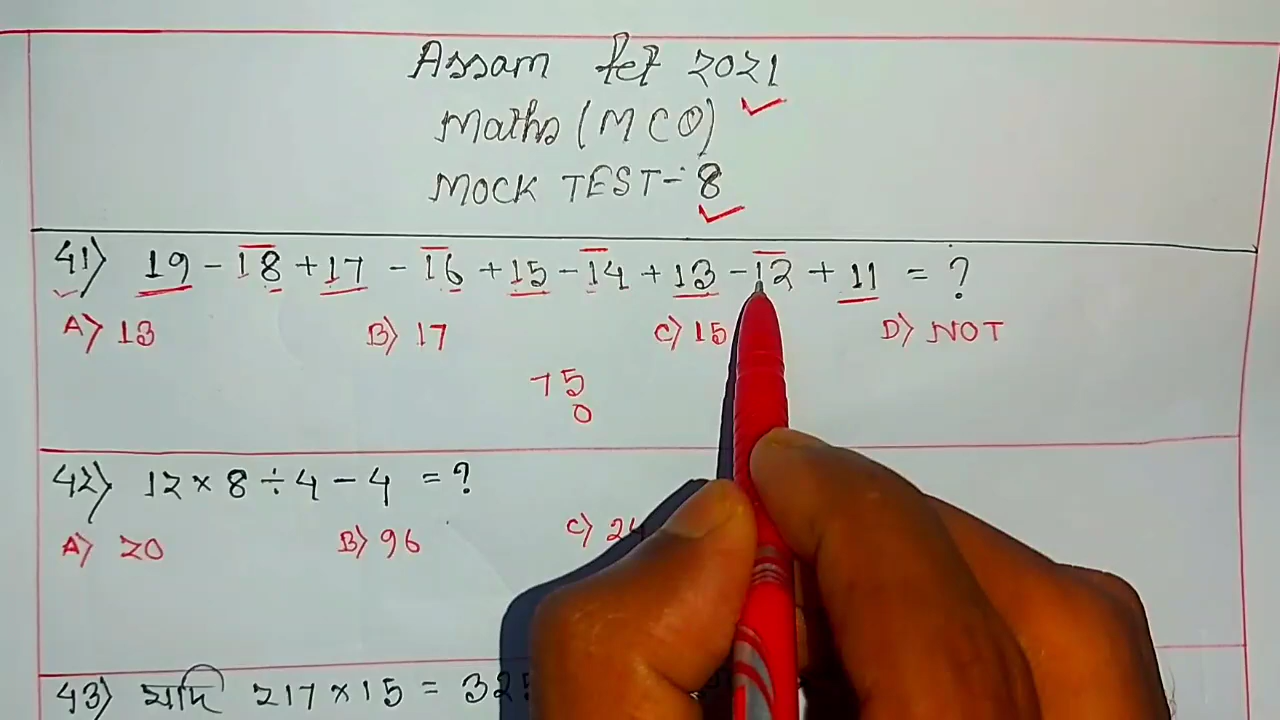 Assam Tet 2021
Maths (MCQ)
MOCK TEST-8
41) 19 - 18 + 17 - 16 + 15 - 14 + 13 - 12 + 11 = ?
A) 13 B) 17 C) 15 D) NOT
75
0
42) 12 × 8 ÷ 4 - 4 = ?
A) 20 B) 96 C) 24
43) যদি 217 × 15 = 325